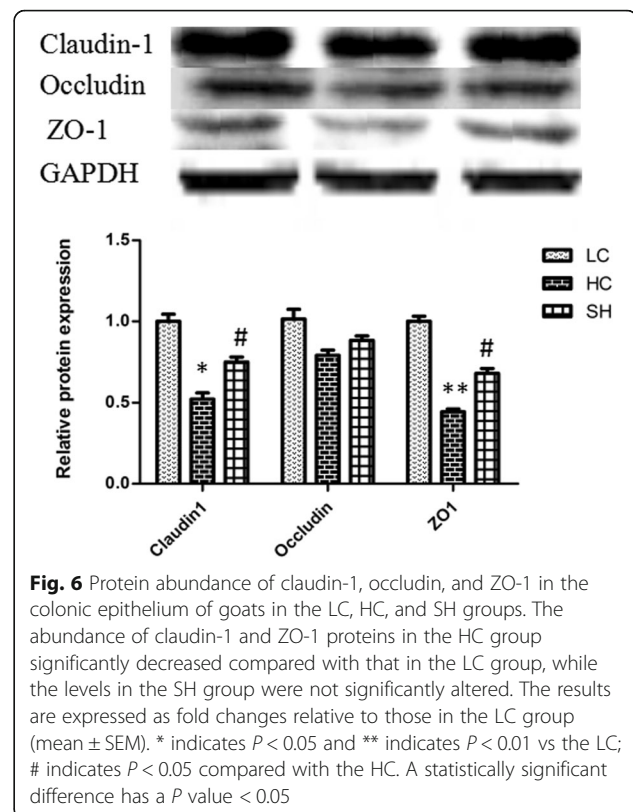 Claudin-1
Occludin
ZO-1
GAPDH
Relative protein expression
1.5
1.0
0.5
0.0
*
#
**
#
LC
HC
SH
Claudin1
Occludin
ZO1
Fig. 6 Protein abundance of claudin-1, occludin, and ZO-1 in the
colonic epithelium of goats in the LC, HC, and SH groups. The
abundance of claudin-1 and ZO-1 proteins in the HC group
significantly decreased compared with that in the LC group, while
the levels in the SH group were not significantly altered. The results
are expressed as fold changes relative to those in the LC group
(mean ± SEM). * indicates P < 0.05 and ** indicates P < 0.01 vs the LC;
# indicates P < 0.05 compared with the HC. A statistically significant
difference has a P value < 0.05